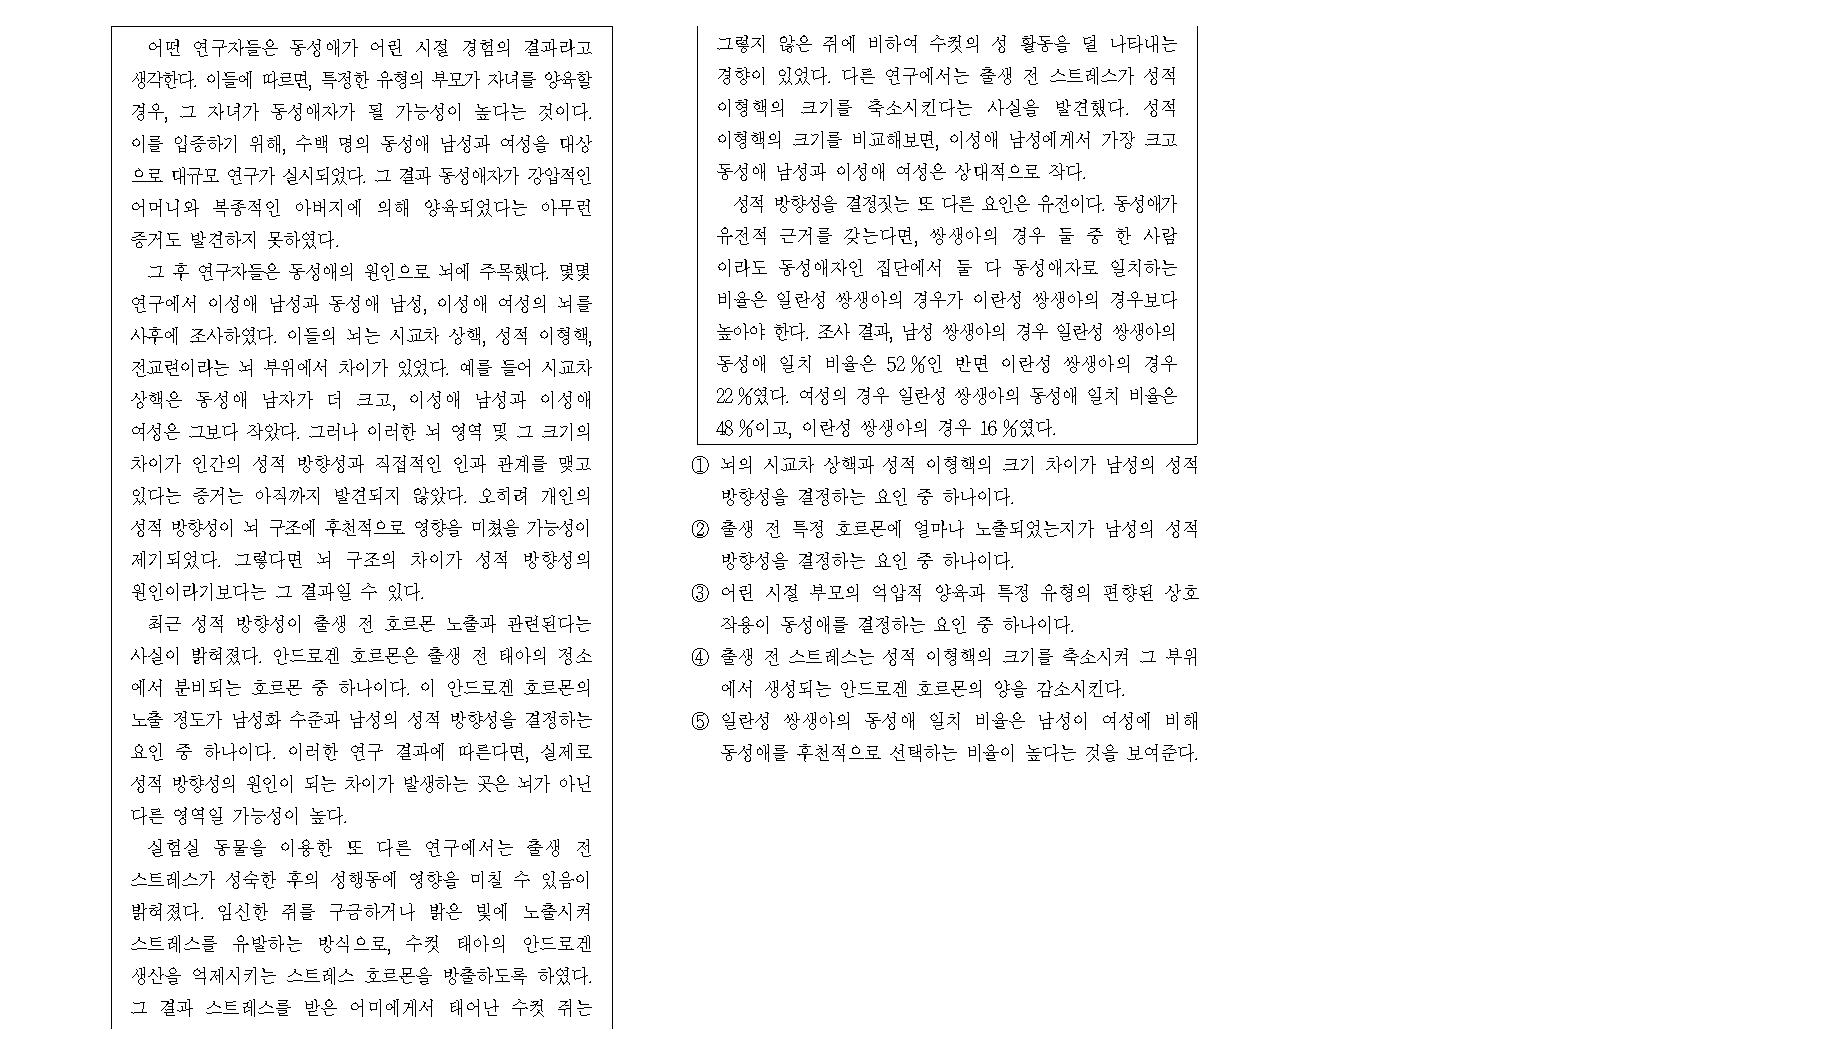 어떤 연구자들은 동성애가 어린 시절 경험의 결과라고
생각한다. 이들에 따르면, 특정한 유형의 부모가 자녀를 양육할
경우, 그 자녀가 동성애자가 될 가능성이 높다는 것이다.
이를 입증하기 위해, 수백 명의 동성애 남성과 여성을 대상
으로 대규모 연구가 실시되었다. 그 결과 동성애자가 강압적인
어머니와 복종적인 아버지에 의해 양육되었다는 아무런
증거도 발견하지 못하였다.
그 후 연구자들은 동성애의 원인으로 뇌에 주목했다. 몇몇
연구에서 이성애 남성과 동성애 남성, 이성애 여성의 뇌를
사후에 조사하였다. 이들의 뇌는 시교차 상핵, 성적 이형핵,
전교련이라는 뇌 부위에서 차이가 있었다. 예를 들어 시교차
상핵은 동성애 남자가 더 크고, 이성애 남성과 이성애
여성은 그보다 작았다. 그러나 이러한 뇌 영역 및 그 크기의
차이가 인간의 성적 방향성과 직접적인 인과 관계를 맺고
있다는 증거는 아직까지 발견되지 않았다. 오히려 개인의
성적 방향성이 뇌 구조에 후천적으로 영향을 미쳤을 가능성이
제기되었다. 그렇다면 뇌 구조의 차이가 성적 방향성의
원인이라기보다는 그 결과일 수 있다.
최근 성적 방향성이 출생 전 호르몬 노출과 관련된다는
사실이 밝혀졌다. 안드로겐 호르몬은 출생 전 태아의 정소
에서 분비되는 호르몬 중 하나이다. 이 안드로겐 호르몬의
노출 정도가 남성화 수준과 남성의 성적 방향성을 결정하는
요인 중 하나이다. 이러한 연구 결과에 따른다면, 실제로
성적 방향성의 원인이 되는 차이가 발생하는 곳은 뇌가 아닌
다른 영역일 가능성이 높다.
실험실 동물을 이용한 또 다른 연구에서는 출생 전
스트레스가 성숙한 후의 성행동에 영향을 미칠 수 있음이
밝혀졌다. 임신한 쥐를 구금하거나 밝은 빛에 노출시켜
스트레스를 유발하는 방식으로, 수컷 태아의 안드로겐
생산을 억제시키는 스트레스 호르몬을 방출하도록 하였다.
그 결과 스트레스를 받은 어미에게서 태어난 수컷 쥐는
그렇지 않은 쥐에 비하여 수컷의 성 활동을 덜 나타내는
경향이 있었다. 다른 연구에서는 출생 전 스트레스가 성적
이형핵의 크기를 축소시킨다는 사실을 발견했다. 성적
이형핵의 크기를 비교해보면, 이성애 남성에게서 가장 크고
동성애 남성과 이성애 여성은 상대적으로 작다.
성적 방향성을 결정짓는 또 다른 요인은 유전이다. 동성애가
유전적 근거를 갖는다면, 쌍생아의 경우 둘 중 한 사람
이라도 동성애자인 집단에서 둘 다 동성애자로 일치하는
비율은 일란성 쌍생아의 경우가 이란성 쌍생아의 경우보다
높아야 한다. 조사 결과, 남성 쌍생아의 경우 일란성 쌍생아의
동성애 일치 비율은 52%인 반면 이란성 쌍생아의 경우
22%였다. 여성의 경우 일란성 쌍생아의 동성애 일치 비율은
48%이고, 이란성 쌍생아의 경우 16%였다.
① 뇌의 시교차 상핵과 성적 이형핵의 크기 차이가 남성의 성적
방향성을 결정하는 요인 중 하나이다.
② 출생 전 특정 호르몬에 얼마나 노출되었는지가 남성의 성적
방향성을 결정하는 요인 중 하나이다.
③ 어린 시절 부모의 억압적 양육과 특정 유형의 편향된 상호
작용이 동성애를 결정하는 요인 중 하나이다.
④ 출생 전 스트레스는 성적 이형핵의 크기를 축소시켜 그 부위
에서 생성되는 안드로겐 호르몬의 양을 감소시킨다.
⑤ 일란성 쌍생아의 동성애 일치 비율은 남성이 여성에 비해
동성애를 후천적으로 선택하는 비율이 높다는 것을 보여준다.